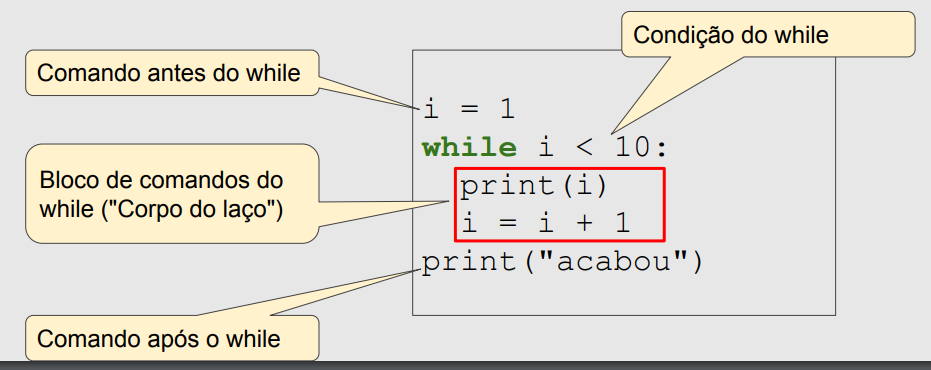 Condição do while
Comando antes do while
i = 1
while i < 10:
Bloco de comandos do
while ("Corpo do laço")
print(i)
i = i + 1
print("acabou")
Comando após o while